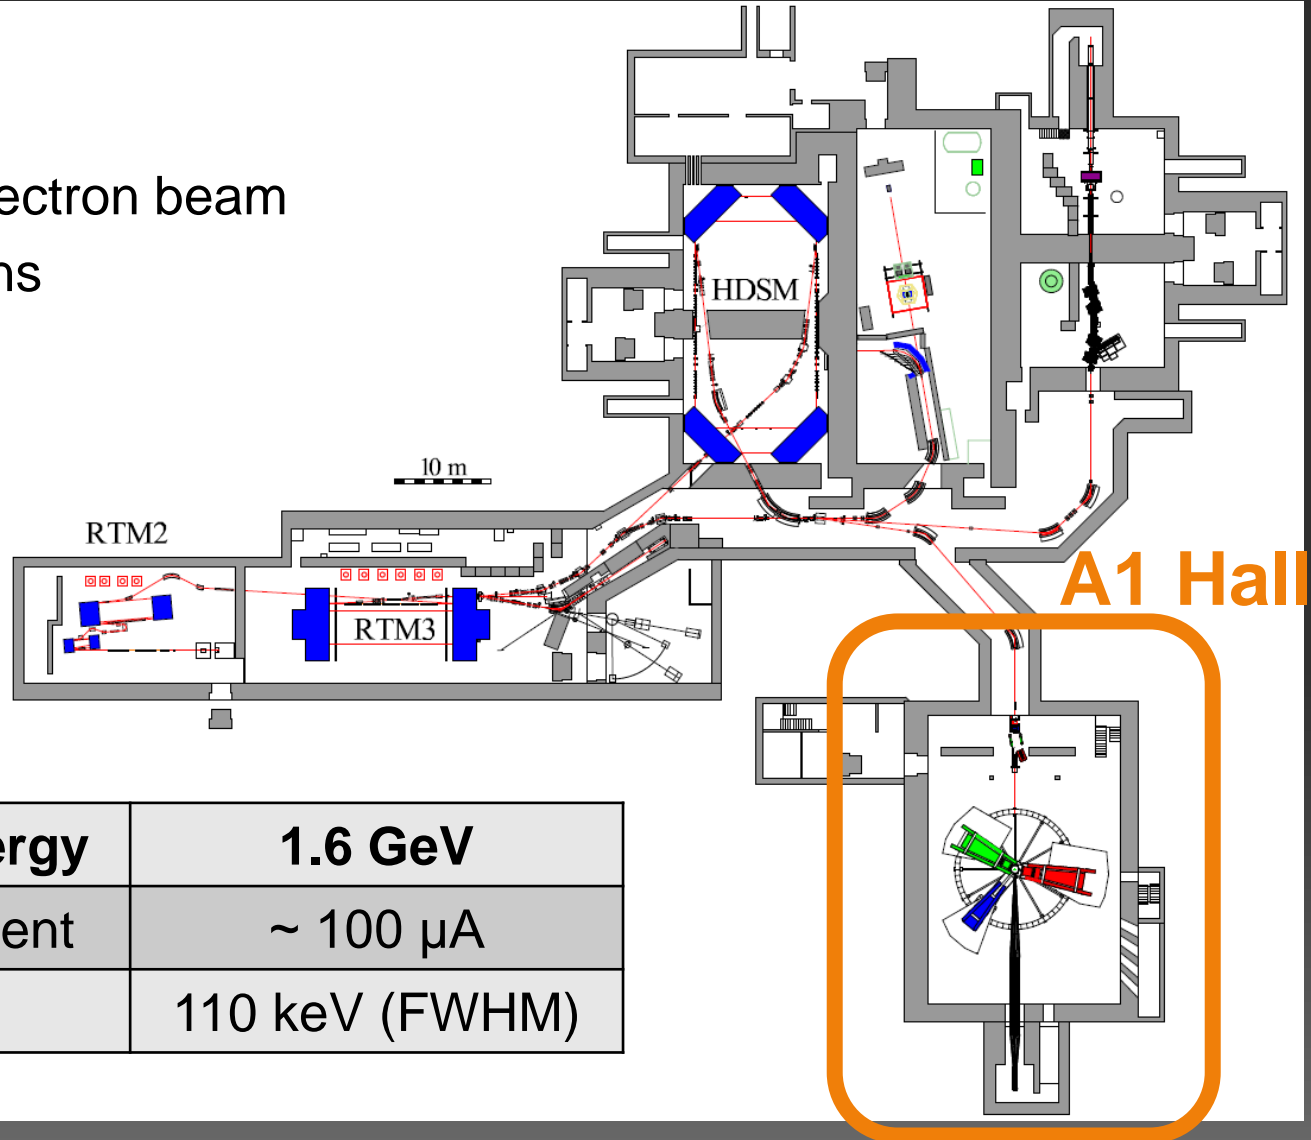 ectron beam
ns
HDSM
10 m
RTM2
A1 Hall
RTM3
ergy 1.6 GeV
ent ~ 100 μA
110 keV (FWHM)